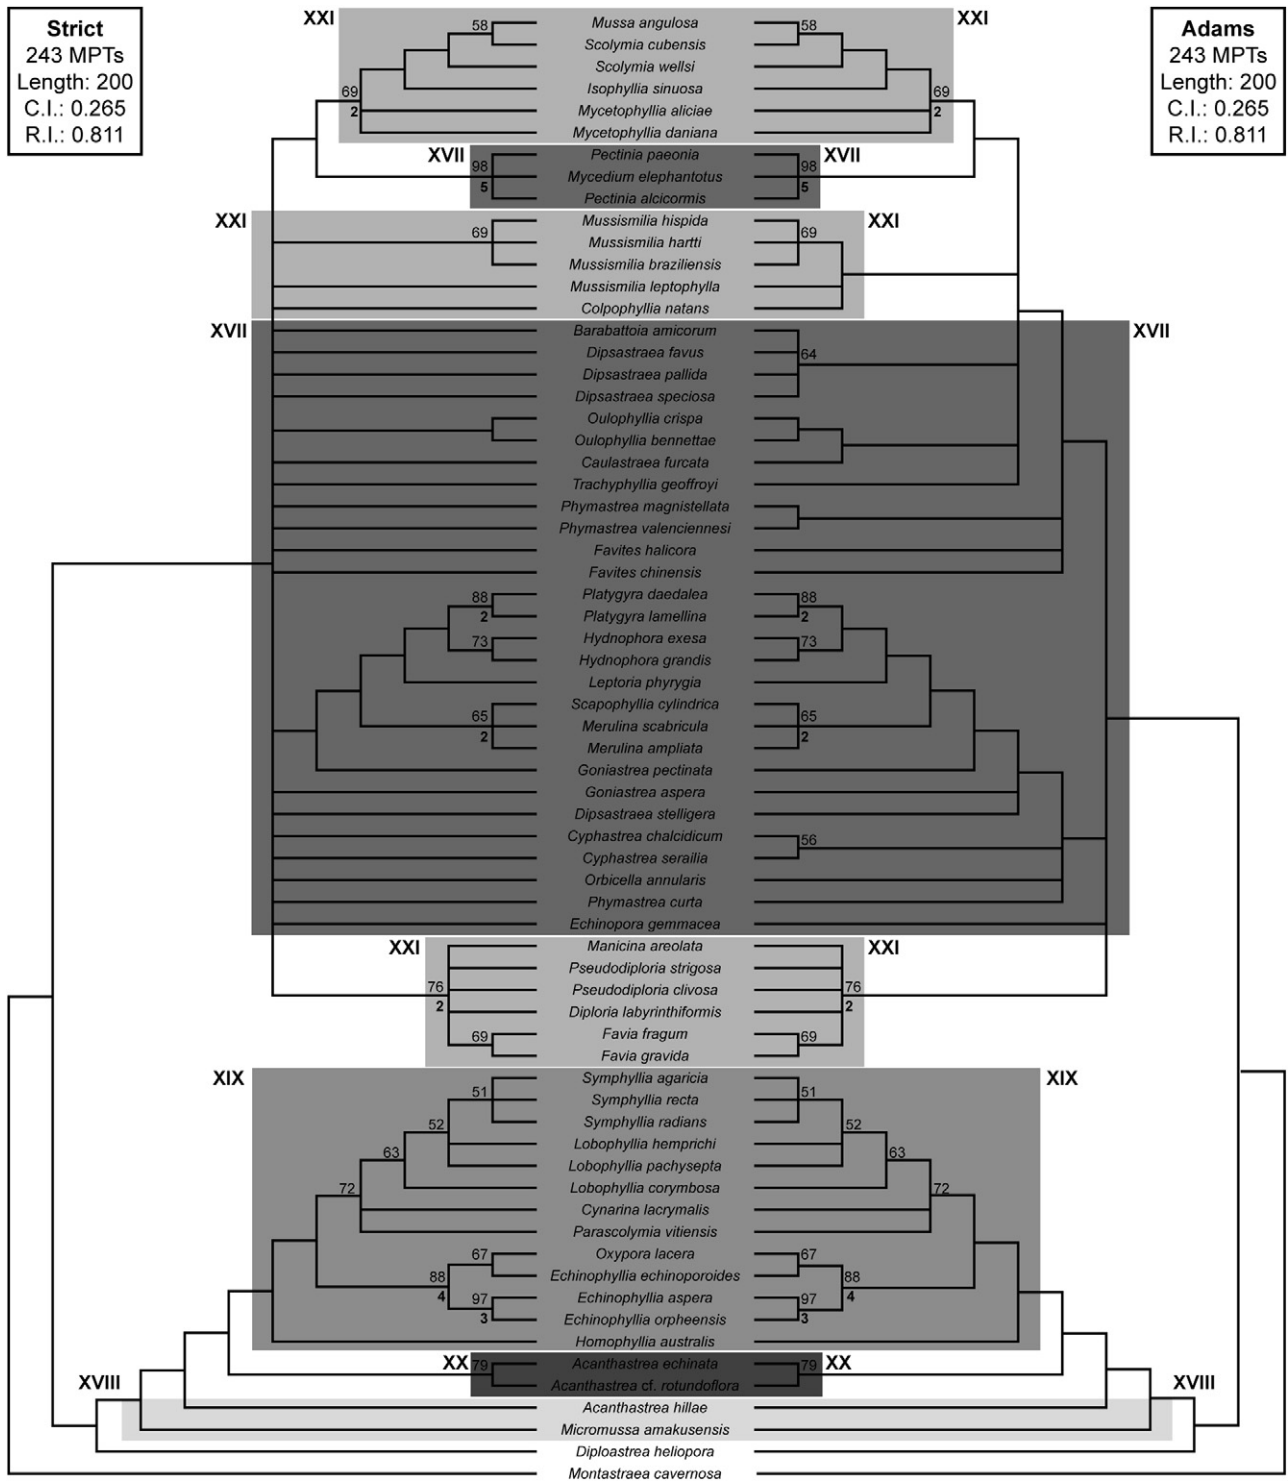 Strict
243 MPTs
Length: 200
C.I.: 0.265
R.I.: 0.811
Adams
243 MPTs
Length: 200
C.I.: 0.265
R.I.: 0.811
XXI XXI
58 Mussa angulosa 58
Scolymia cubensis
Scolymia wellsi
Isophyllia sinuosa
69 69
2 Mycetophyllia aliciae 2
Mycetophyllia daniana
XVII Pectinia paeonia XVII
98 98
Mycedium elephantotus
5 5
Pectinia alcicormis
XXI Mussismilia hispida XXI
69 69
Mussismilia hartti
Mussismilia braziliensis
Mussismilia leptophylla
Colpophyllia natans
XVII Barabattoia amicorum XVII
Dipsastraea favus 64
Dipsastraea pallida
Dipsastraea speciosa
Oulophyllia crispa
Oulophyllia bennettae
Caulastraea furcata
Trachyphyllia geoffroyi
Phymastrea magnistellata
Phymastrea valenciennesi
Favites halicora
Favites chinensis
88 Platygyra daedalea 88
2 Platygyra lamellina 2
73 Hydnophora exesa 73
Hydnophora grandis
Leptoria phyrygia
Scapophyllia cylindrica
65 65
Merulina scabricula
2 2
Merulina ampliata
Goniastrea pectinata
Goniastrea aspera
Dipsastraea stelligera
Cyphastrea chalcidicum 56
Cyphastrea serailia
Orbicella annularis
Phymastrea curta
Echinopora gemmacea
XXI Manicina areolata XXI
Pseudodiploria strigosa
76 Pseudodiploria clivosa 76
2 Diploria labyrinthiformis 2
69 Favia fragum 69
Favia gravida
XIX Symphyllia agaricia XIX
51 51
Symphyllia recta
52 Symphyllia radians 52
Lobophyllia hemprichi
63 63
Lobophyllia pachysepta
72 Lobophyllia corymbosa 72
Cynarina lacrymalis
Parascolymia vitiensis
67 Oxypora lacera 67
88 Echinophyllia echinoporoides 88
4 4
97 Echinophyllia aspera 97
3 Echinophyllia orpheensis 3
Homophyllia australis
XX 79 Acanthastrea echinata 79 XX
Acanthastrea cf. rotundoflora
XVIII XVIII
Acanthastrea hillae
Micromussa amakusensis
Diploastrea heliopora
Montastraea cavernosa